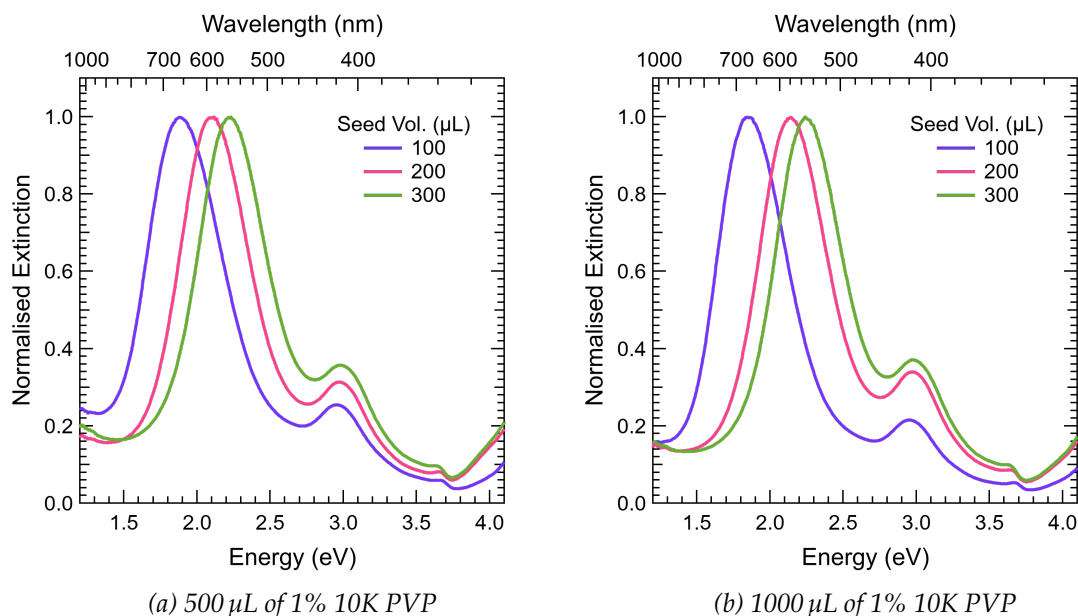 Wavelength (nm)
1000 700 600 500 400
1.0
0.8
0.6
0.4
0.2
0.0
Normalised Extinction
Seed Vol. (µL)
100
200
300
1.5 2.0 2.5 3.0 3.5 4.0
Energy (eV)
(a) 500 µL of 1% 10K PVP
Wavelength (nm)
1000 700 600 500 400
1.0
0.8
0.6
0.4
0.2
0.0
Normalised Extinction
Seed Vol. (µL)
100
200
300
1.5 2.0 2.5 3.0 3.5 4.0
Energy (eV)
(b) 1000 µL of 1% 10K PVP